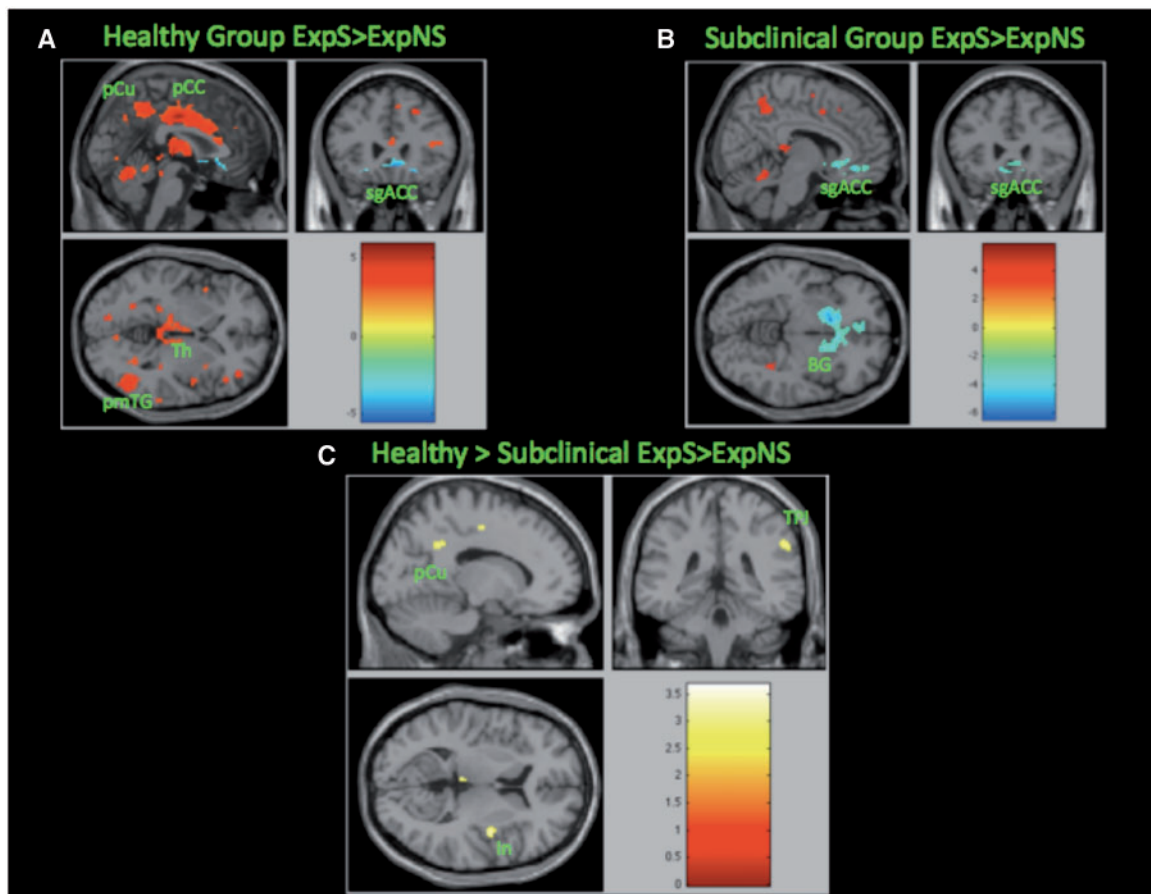 A Healthy Group ExpS>ExpNS
pCu pCC
sgACC
5
0
-5
Th
pmTG
B Subclinical Group ExpS>ExpNS
sgACC
sgACC
4
2
0
-2
-4
-6
BG
C Healthy > Subclinical ExpS>ExpNS
TPJ
pCu
3.5
3
2.5
2
1.5
1
0.5
0
In